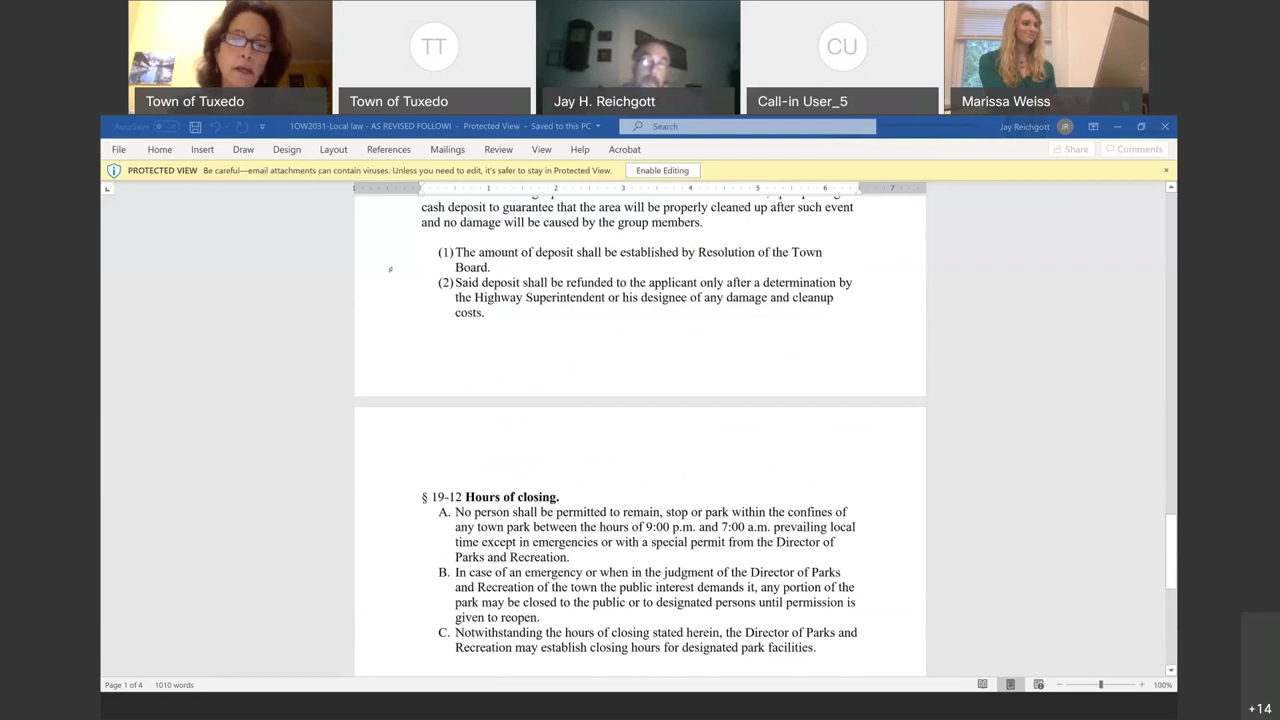 TT
CU
Town of Tuxedo
Town of Tuxedo
Jay H. Reichgott
Call-in User_5
Marissa Weiss
AutoSave Off
1OW2031-Local law - AS REVISED FOLLOWI - Protected View - Saved to this PC
Search
Jay Reichgott
JR
File Home Insert Draw Design Layout References Mailings Review View Help Acrobat
Share
Comments
PROTECTED VIEW Be careful—email attachments can contain viruses. Unless you need to edit, it's safer to stay in Protected View.
Enable Editing
1 1 2 3 4 5 6 7
cash deposit to guarantee that the area will be properly cleaned up after such event
and no damage will be caused by the group members.
(1) The amount of deposit shall be established by Resolution of the Town
Board.
(2) Said deposit shall be refunded to the applicant only after a determination by
the Highway Superintendent or his designee of any damage and cleanup
costs.
§ 19-12 Hours of closing.
A. No person shall be permitted to remain, stop or park within the confines of
any town park between the hours of 9:00 p.m. and 7:00 a.m. prevailing local
time except in emergencies or with a special permit from the Director of
Parks and Recreation.
B. In case of an emergency or when in the judgment of the Director of Parks
and Recreation of the town the public interest demands it, any portion of the
park may be closed to the public or to designated persons until permission is
given to reopen.
C. Notwithstanding the hours of closing stated herein, the Director of Parks and
Recreation may establish closing hours for designated park facilities.
Page 1 of 4 1010 words
100%
+14